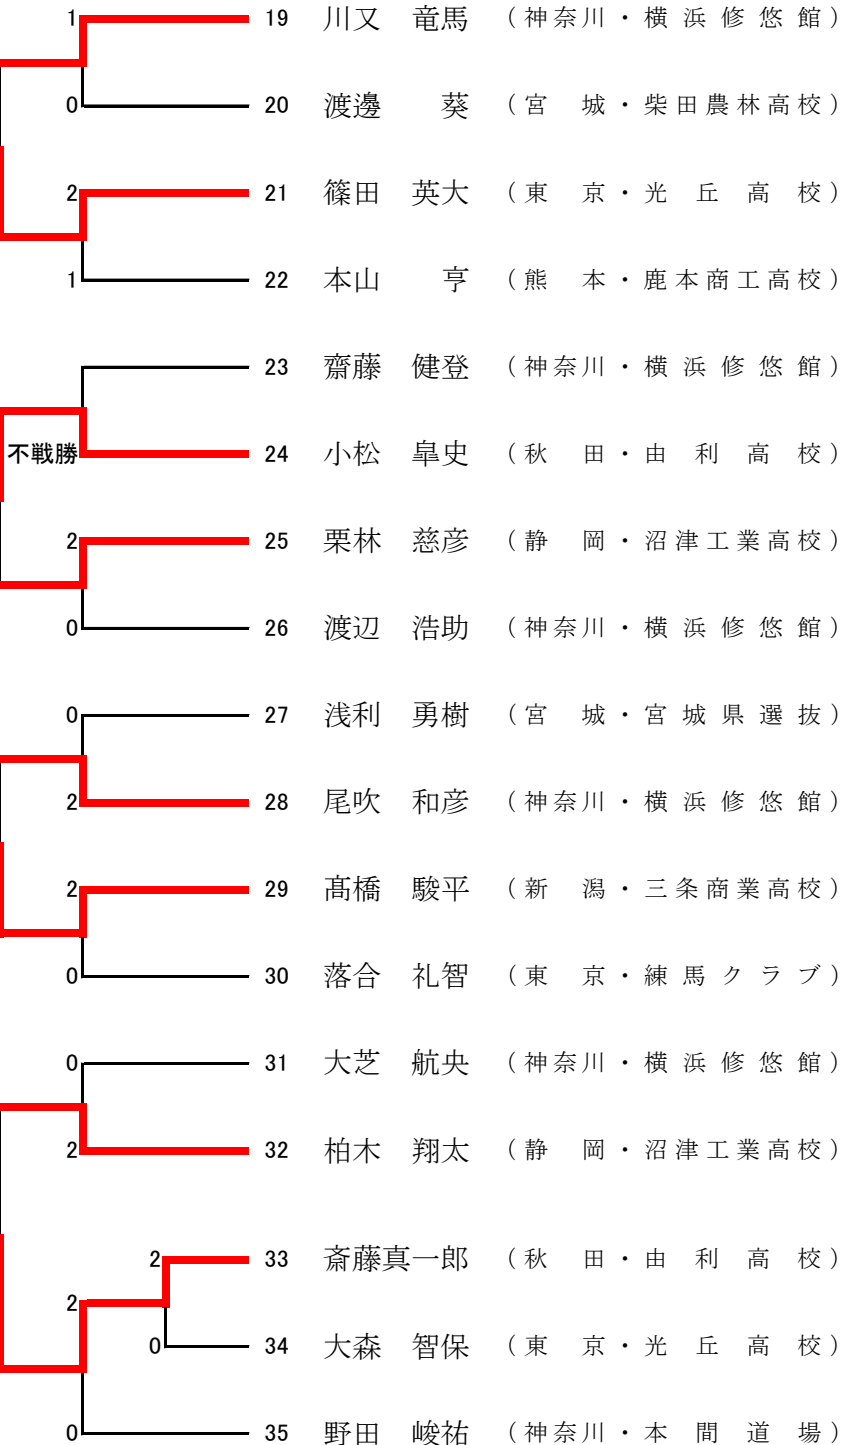 1 19 川又 竜馬 (神奈川・横浜修悠館)
0 20 渡邊 葵 (宮 城・柴田農林高校)
2 21 篠田 英大 (東 京・光丘高校)
1 22 本山 亨 (熊 本・鹿本商工高校)
23 齋藤 健登 (神奈川・横浜修悠館)
不戦勝 24 小松 皐史 (秋 田・由利高校)
2 25 栗林 慈彦 (静 岡・沼津工業高校)
0 26 渡辺 浩助 (神奈川・横浜修悠館)
0 27 浅利 勇樹 (宮 城・宮城県選抜)
2 28 尾吹 和彦 (神奈川・横浜修悠館)
2 29 髙橋 駿平 (新 潟・三条商業高校)
0 30 落合 礼智 (東 京・練馬クラブ)
0 31 大芝 航央 (神奈川・横浜修悠館)
2 32 柏木 翔太 (静 岡・沼津工業高校)
2 33 斎藤真一郎 (秋 田・由利高校)
2
0 34 大森 智保 (東 京・光丘高校)
0 35 野田 峻祐 (神奈川・本間道場)